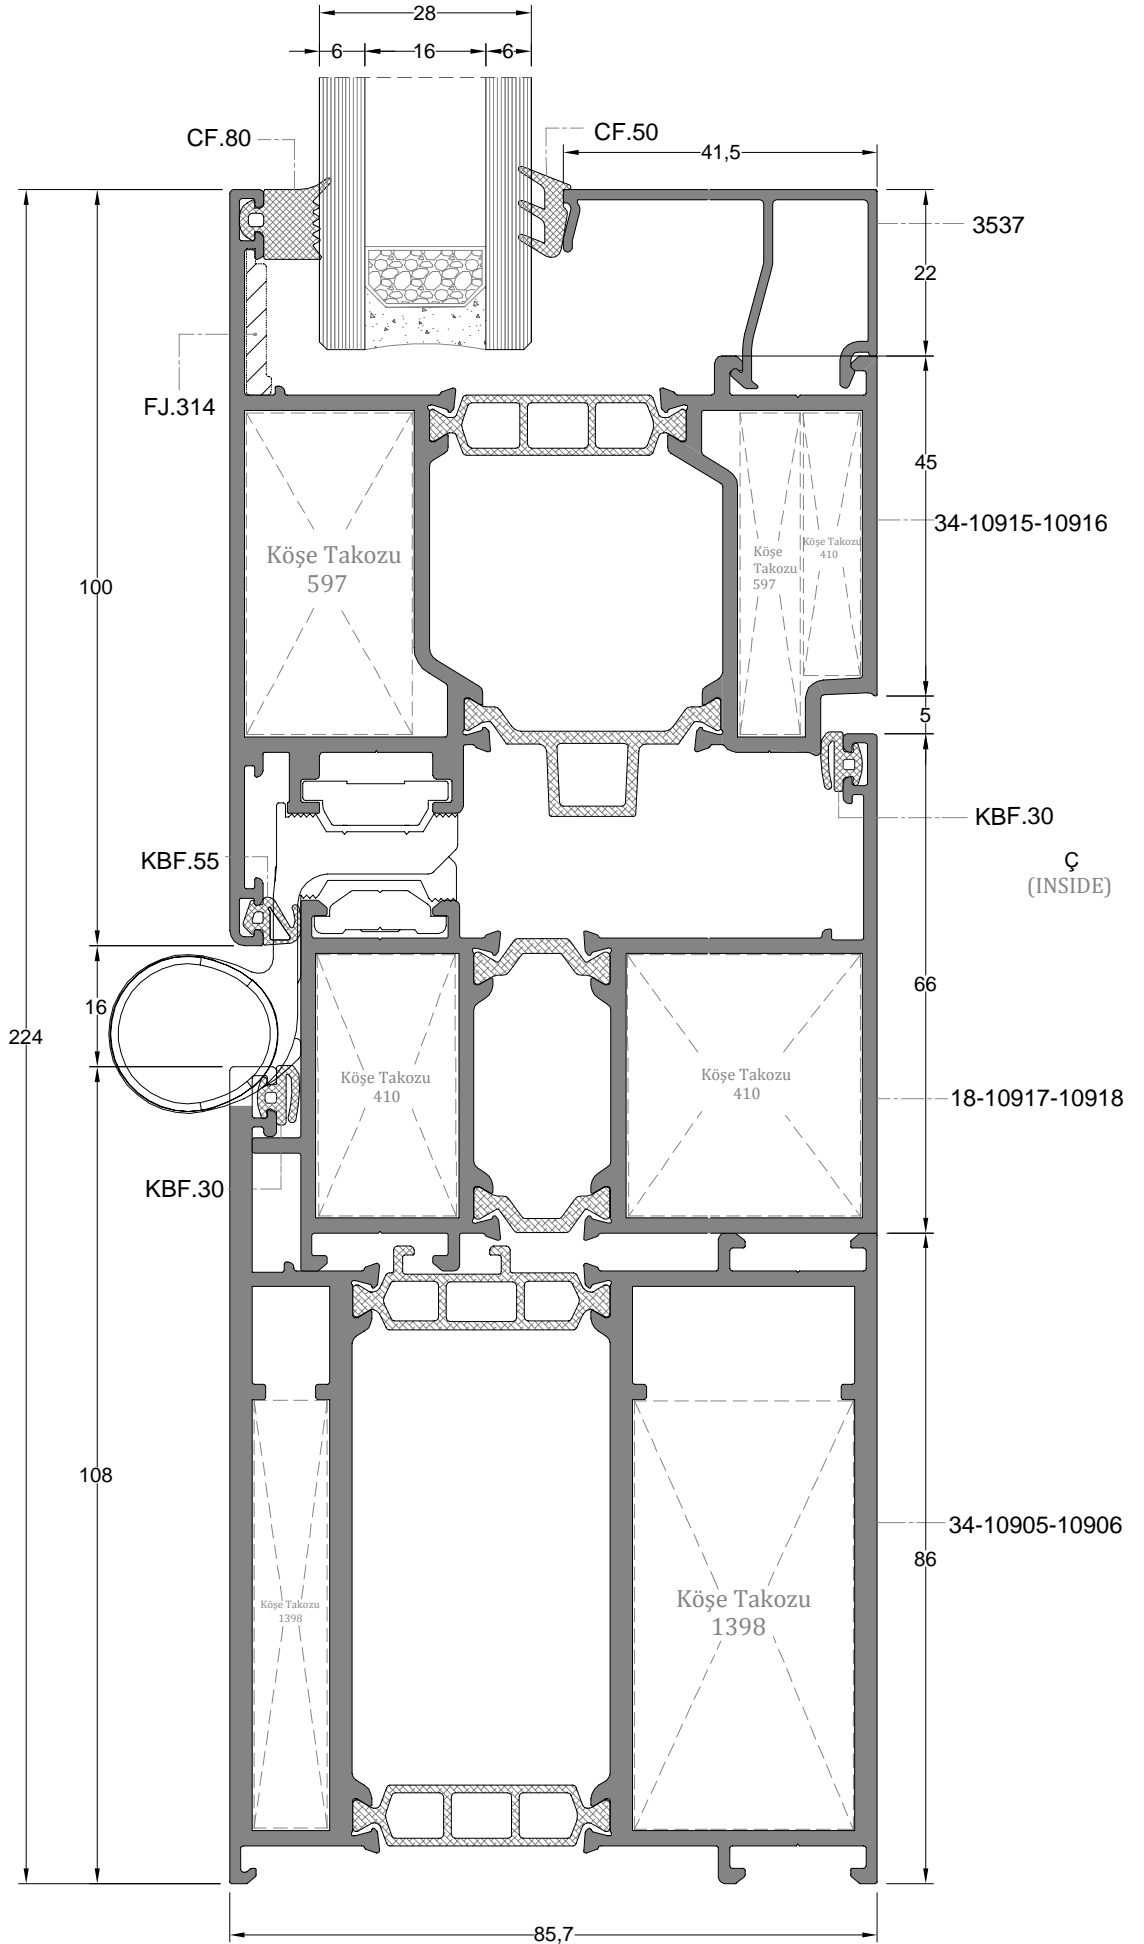 28
6
16
6
CF.80
CF.50
41,5
3537
22
FJ.314
45
34-10915-10916
Köşe Takozu
597
Köşe
Takozu
597
Köşe Takozu
410
100
5
KBF.30
KBF.55
Ç
(INSIDE)
16
66
224
Köşe Takozu
410
Köşe Takozu
410
18-10917-10918
KBF.30
108
34-10905-10906
86
Köşe Takozu
1398
Köşe Takozu
1398
85,7